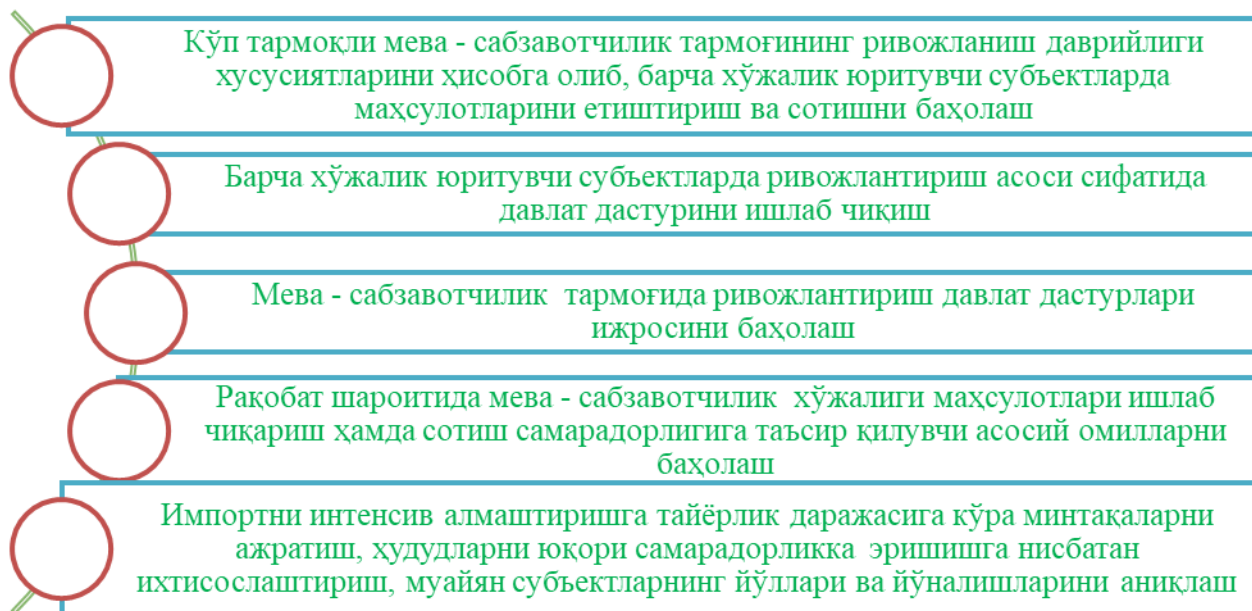 Кўп тармоқли мева - сабзавотчилик тармоғининг ривожланиш даврийлиги
хусусиятларини ҳисобга олиб, барча хўжалик юритувчи субъектларда
маҳсулотларини етиштириш ва сотишни баҳолаш
Барча хўжалик юритувчи субъектларда ривожлантириш асоси сифатида
давлат дастурини ишлаб чиқиш
Мева - сабзавотчилик тармоғида ривожлантириш давлат дастурлари
ижросини баҳолаш
Рақобат шароитида мева - сабзавотчилик хўжалиги маҳсулотлари ишлаб
чиқариш ҳамда сотиш самарадорлигига таъсир қилувчи асосий омилларни
баҳолаш
Импортни интенсив алмаштиришга тайёрлик даражасига кўра минтақаларни
ажратиш, ҳудудларни юқори самарадорликка эришишга нисбатан
ихтисослаштириш, муайян субъектларнинг йўллари ва йўналишларини аниқлаш